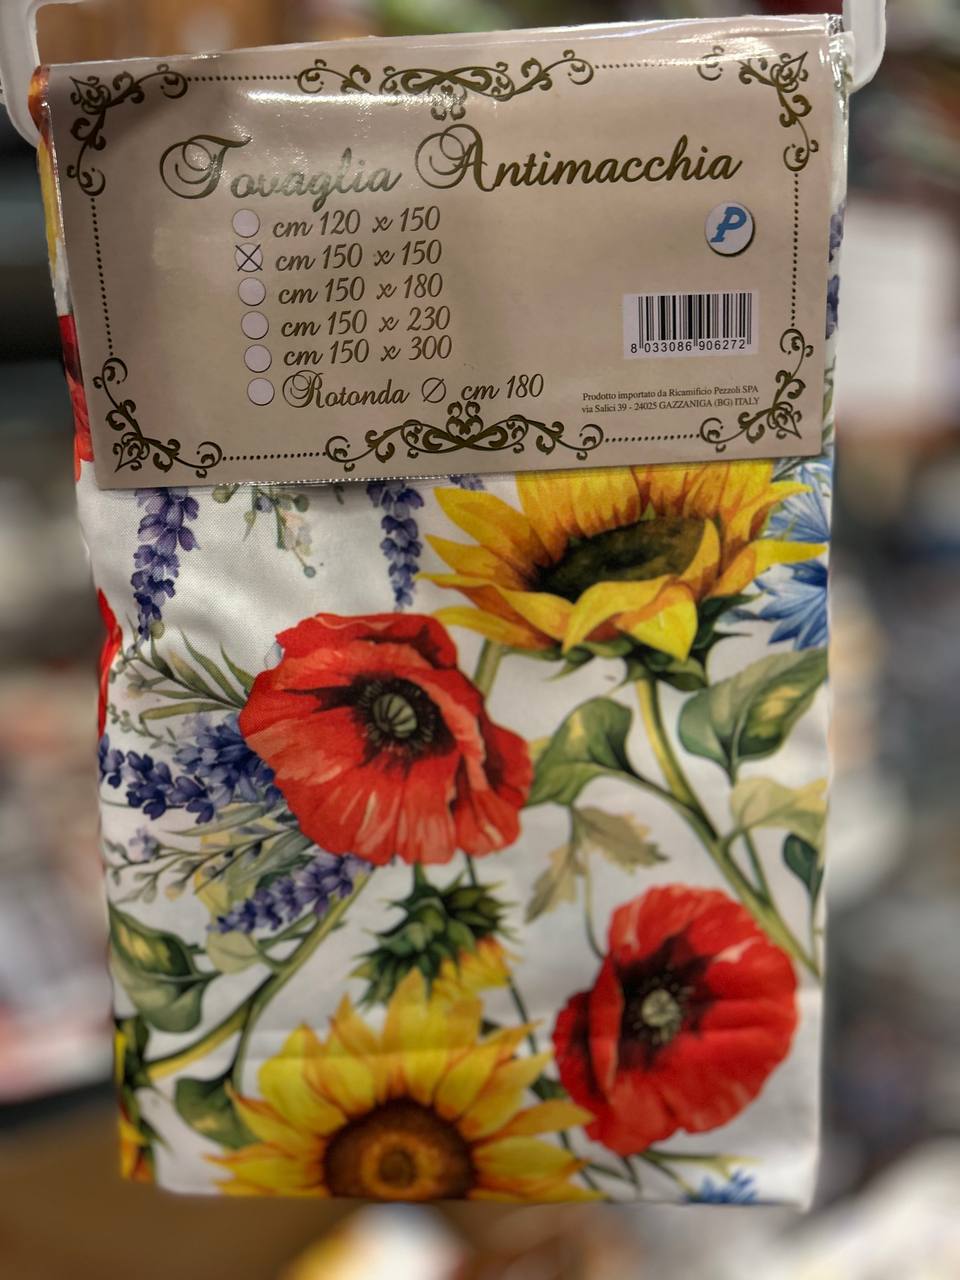 Tovaglia Antimacchia
cm 120 x 150
cm 150 x 150
cm 150 x 180
cm 150 x 230
cm 150 x 300
Rotonda Ø cm 180
P
8 033086 906272
Prodotto importato da Ricamificio Pezzoli SPA
via Salici 39 - 24025 GAZZANIGA (BG) ITALY